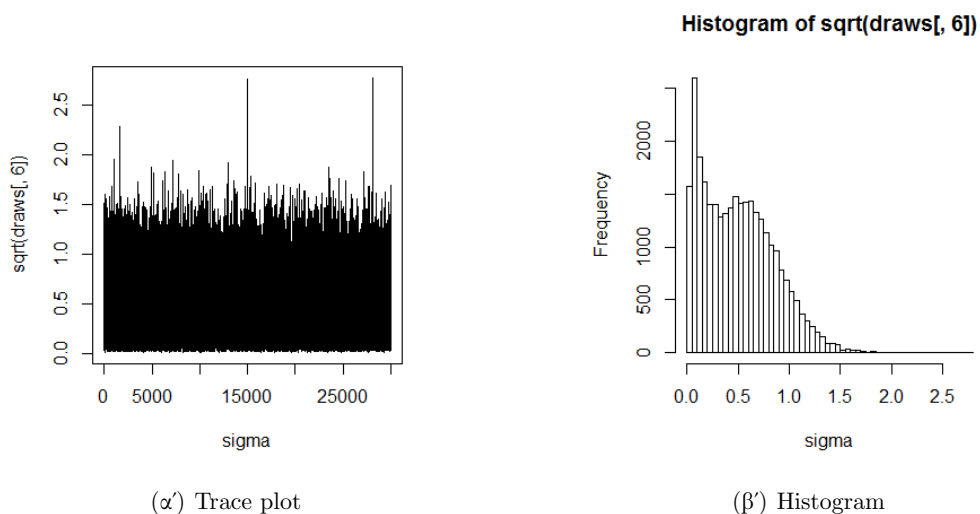 Histogram of sqrt(draws[, 6])
sqrt(draws[, 6])
0.0 0.5 1.0 1.5 2.0 2.5
0 5000 15000 25000
sigma
Frequency
0 500 1000 2000
0.0 0.5 1.0 1.5 2.0 2.5
sigma
(α′) Trace plot
(β′) Histogram